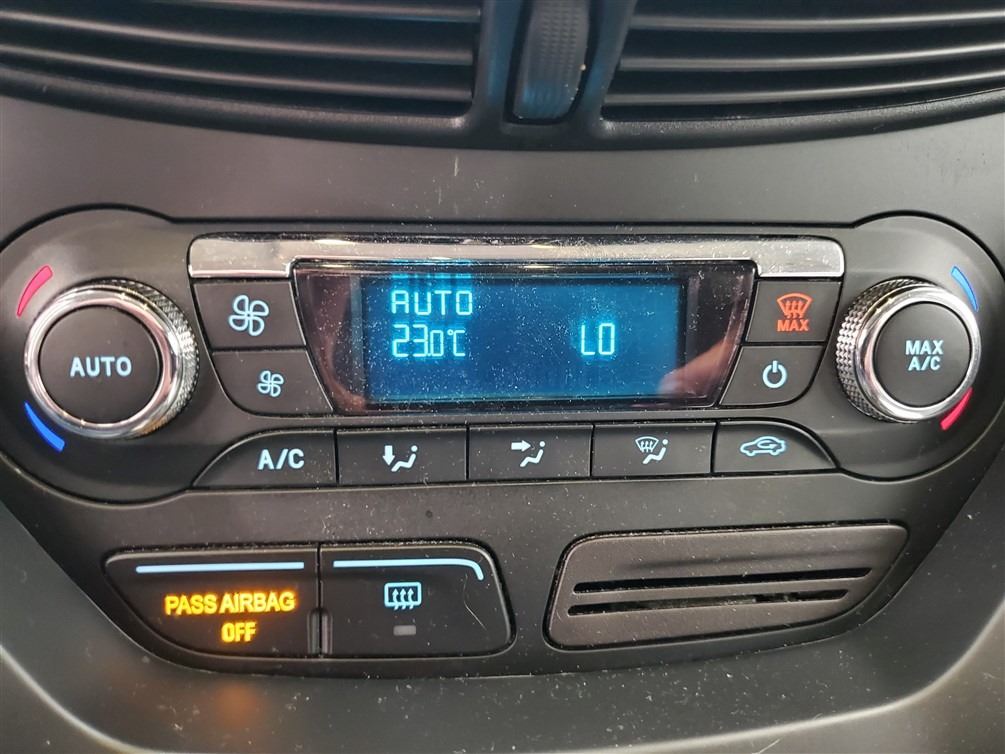 AUTO
23.0°C LO
AUTO
MAX
MAX
A/C
A/C
PASS AIRBAG
OFF